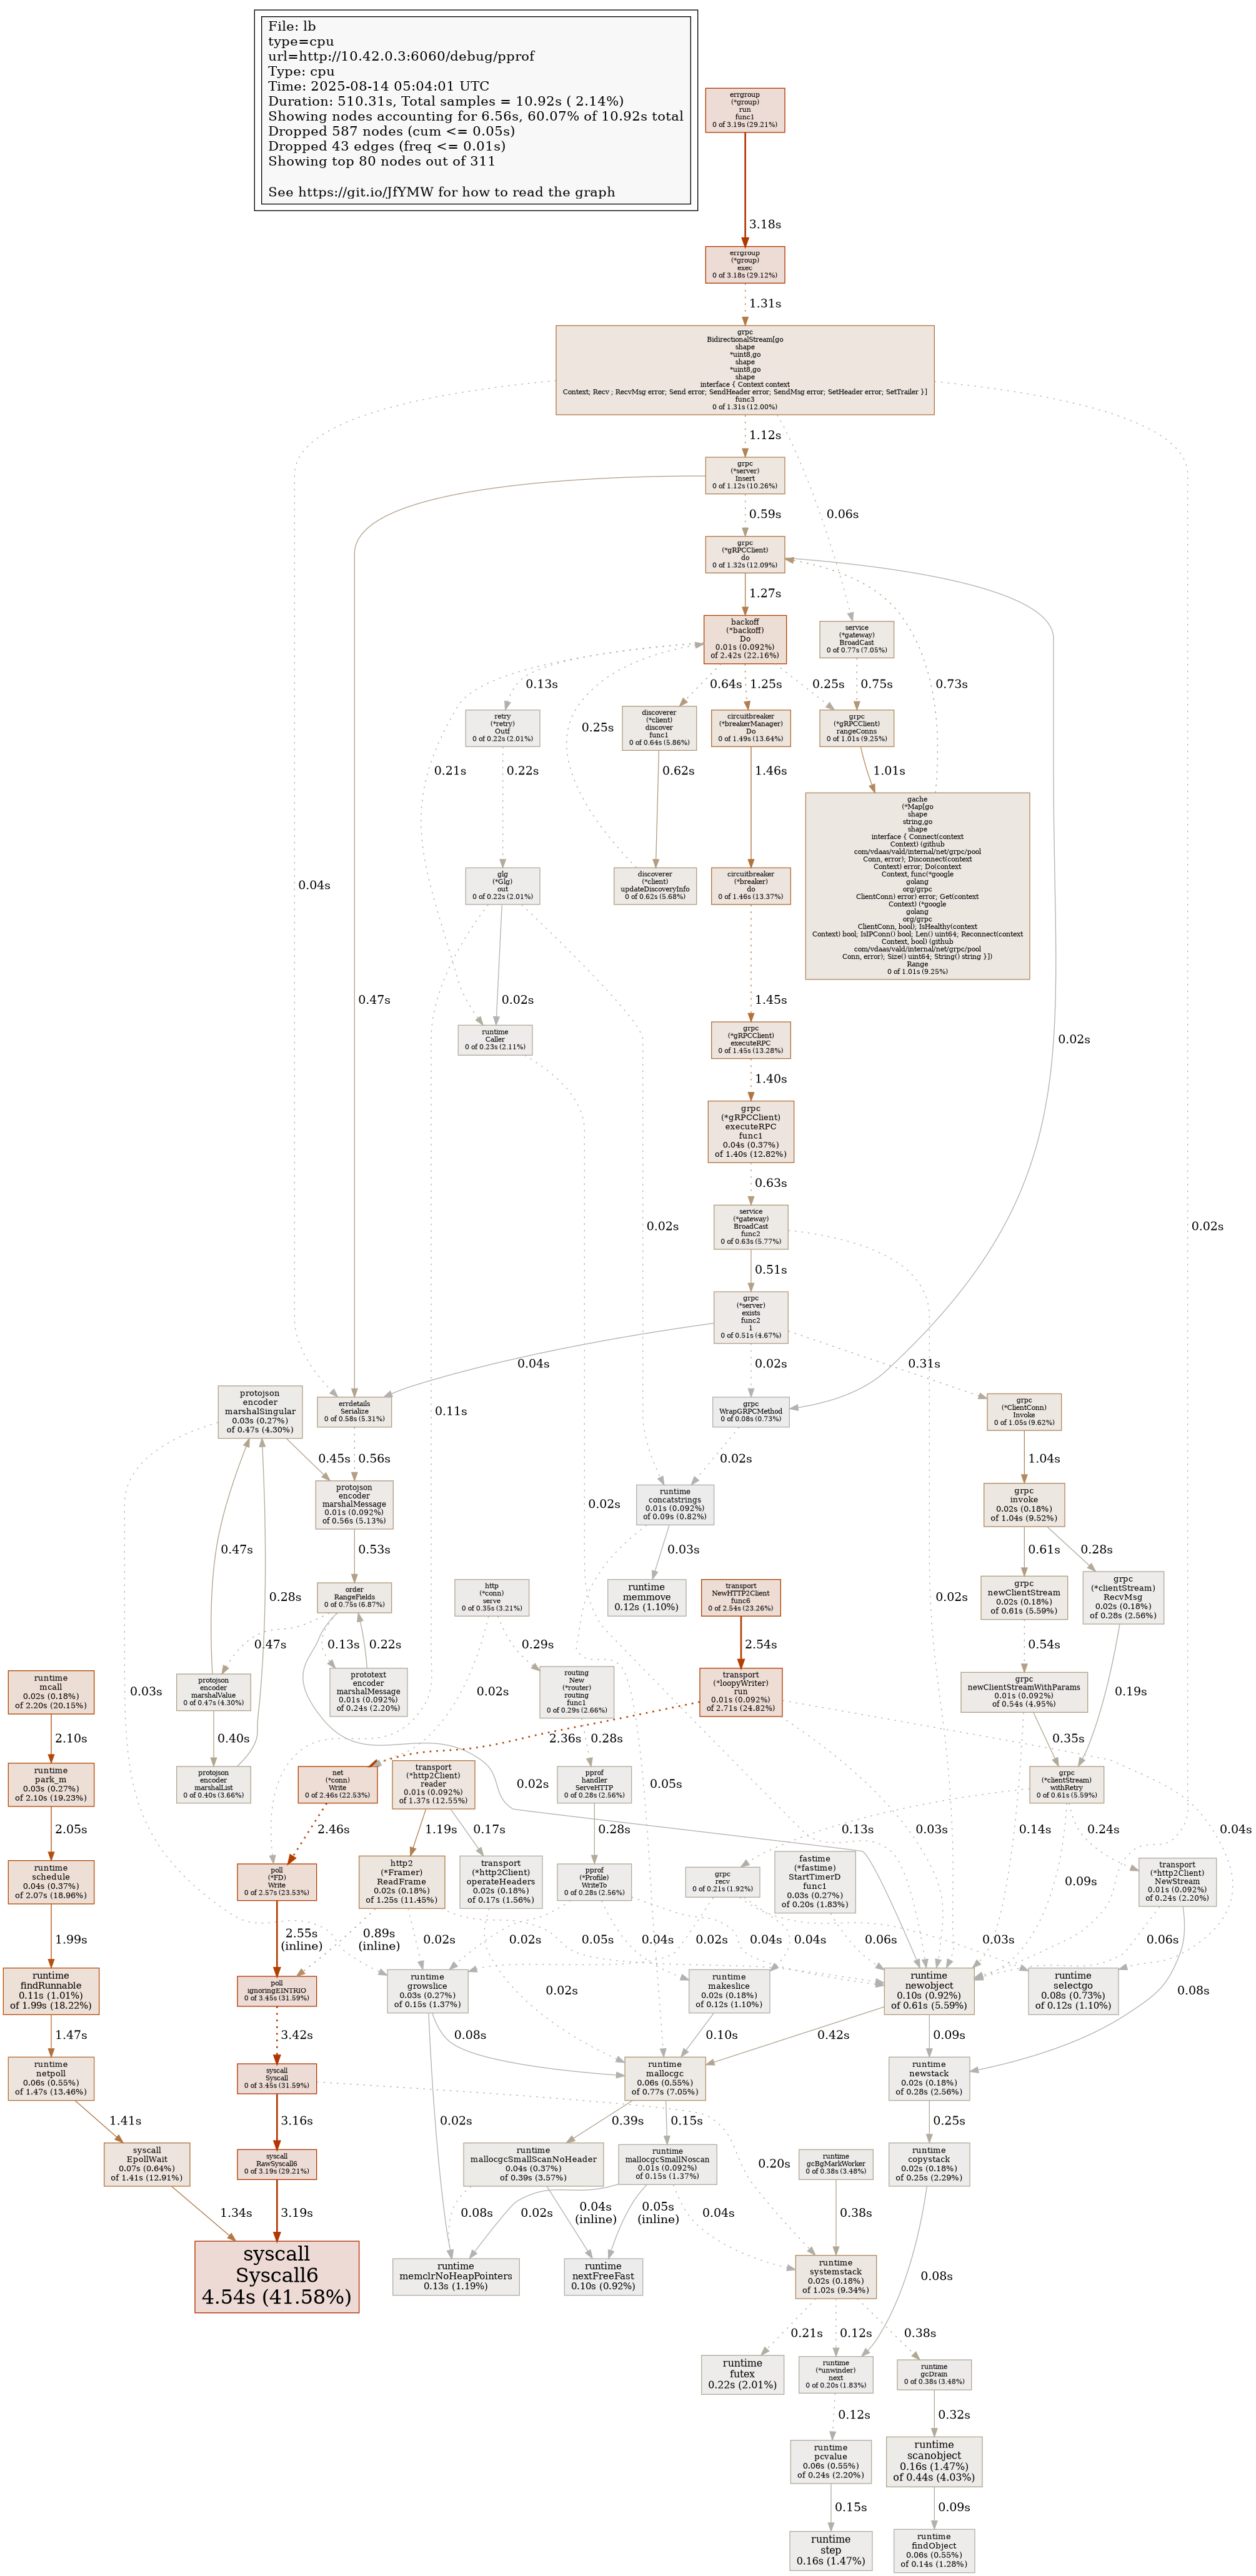 File: lb
type=cpu
url=http://10.42.0.3:6060/debug/pprof
Type: cpu
Time: 2025-08-14 05:04:01 UTC
Duration: 510.31s, Total samples = 10.92s ( 2.14%)
Showing nodes accounting for 6.56s, 60.07% of 10.92s total
Dropped 587 nodes (cum <= 0.05s)
Dropped 43 edges (freq <= 0.01s)
Showing top 80 nodes out of 311
See https://git.io/JfYMW for how to read the graph
errgroup
(*group)
run
func1
0 of 3.19s (29.21%)
3.18s
errgroup
(*group)
exec
0 of 3.18s (29.12%)
1.31s
grpc
BidirectionalStream[go
shape
*uint8,go
shape
*uint8,go
shape
interface { Context context
Context; Recv ; RecvMsg error; Send error; SendHeader error; SendMsg error; SetHeader error; SetTrailer }]
func3
0 of 1.31s (12.00%)
1.12s
grpc
(*server)
Insert
0 of 1.12s (10.26%)
0.59s
0.06s
grpc
(*gRPCClient)
do
0 of 1.32s (12.09%)
1.27s
backoff
(*backoff)
Do
0.01s (0.092%)
of 2.42s (22.16%)
service
(*gateway)
BroadCast
0 of 0.77s (7.05%)
0.13s
0.64s
1.25s
0.25s
0.75s
0.73s
retry
(*retry)
Outf
0 of 0.22s (2.01%)
0.25s
discoverer
(*client)
discover
func1
0 of 0.64s (5.86%)
circuitbreaker
(*breakerManager)
Do
0 of 1.49s (13.64%)
grpc
(*gRPCClient)
rangeConns
0 of 1.01s (9.25%)
0.21s
0.22s
0.62s
1.46s
1.01s
0.04s
glg
(*Glg)
out
0 of 0.22s (2.01%)
discoverer
(*client)
updateDiscoveryInfo
0 of 0.62s (5.68%)
circuitbreaker
(*breaker)
do
0 of 1.46s (13.37%)
gache
(*Map[go
shape
string,go
shape
interface { Connect(context
Context) (github
com/vdaas/vald/internal/net/grpc/pool
Conn, error); Disconnect(context
Context) error; Do(context
Context, func(*google
golang
org/grpc
ClientConn) error) error; Get(context
Context) (*google
golang
org/grpc
ClientConn, bool); IsHealthy(context
Context) bool; IsIPConn() bool; Len() uint64; Reconnect(context
Context, bool) (github
com/vdaas/vald/internal/net/grpc/pool
Conn, error); Size() uint64; String() string }])
Range
0 of 1.01s (9.25%)
0.47s
0.02s
1.45s
0.02s
runtime
Caller
0 of 0.23s (2.11%)
grpc
(*gRPCClient)
executeRPC
0 of 1.45s (13.28%)
1.40s
grpc
(*gRPCClient)
executeRPC
func1
0.04s (0.37%)
of 1.40s (12.82%)
0.63s
service
(*gateway)
BroadCast
func2
0 of 0.63s (5.77%)
0.02s
0.02s
0.51s
grpc
(*server)
exists
func2
1
0 of 0.51s (4.67%)
0.04s
0.02s
0.31s
protojson
encoder
marshalSingular
0.03s (0.27%)
of 0.47s (4.30%)
errdetails
Serialize
0 of 0.58s (5.31%)
0.11s
grpc
WrapGRPCMethod
0 of 0.08s (0.73%)
grpc
(*ClientConn)
Invoke
0 of 1.05s (9.62%)
0.45s
0.56s
0.02s
1.04s
protojson
encoder
marshalMessage
0.01s (0.092%)
of 0.56s (5.13%)
0.02s
runtime
concatstrings
0.01s (0.092%)
of 0.09s (0.82%)
grpc
invoke
0.02s (0.18%)
of 1.04s (9.52%)
0.47s
0.53s
0.03s
0.61s
0.28s
0.28s
order
RangeFields
0 of 0.75s (6.87%)
http
(*conn)
serve
0 of 0.35s (3.21%)
runtime
memmove
0.12s (1.10%)
transport
NewHTTP2Client
func6
0 of 2.54s (23.26%)
0.02s
grpc
newClientStream
0.02s (0.18%)
of 0.61s (5.59%)
grpc
(*clientStream)
RecvMsg
0.02s (0.18%)
of 0.28s (2.56%)
0.47s
0.13s
0.22s
0.29s
2.54s
0.54s
runtime
mcall
0.02s (0.18%)
of 2.20s (20.15%)
0.03s
protojson
encoder
marshalValue
0 of 0.47s (4.30%)
prototext
encoder
marshalMessage
0.01s (0.092%)
of 0.24s (2.20%)
0.02s
routing
New
(*router)
routing
func1
0 of 0.29s (2.66%)
transport
(*loopyWriter)
run
0.01s (0.092%)
of 2.71s (24.82%)
grpc
newClientStreamWithParams
0.01s (0.092%)
of 0.54s (4.95%)
0.19s
2.10s
0.40s
2.36s
0.28s
0.35s
runtime
park_m
0.03s (0.27%)
of 2.10s (19.23%)
protojson
encoder
marshalList
0 of 0.40s (3.66%)
net
(*conn)
Write
0 of 2.46s (22.53%)
transport
(*http2Client)
reader
0.01s (0.092%)
of 1.37s (12.55%)
0.02s
pprof
handler
ServeHTTP
0 of 0.28s (2.56%)
0.05s
grpc
(*clientStream)
withRetry
0 of 0.61s (5.59%)
2.05s
2.46s
1.19s
0.17s
0.28s
0.13s
0.03s
0.14s
0.24s
0.04s
runtime
schedule
0.04s (0.37%)
of 2.07s (18.96%)
poll
(*FD)
Write
0 of 2.57s (23.53%)
http2
(*Framer)
ReadFrame
0.02s (0.18%)
of 1.25s (11.45%)
transport
(*http2Client)
operateHeaders
0.02s (0.18%)
of 0.17s (1.56%)
pprof
(*Profile)
WriteTo
0 of 0.28s (2.56%)
grpc
recv
0 of 0.21s (1.92%)
fastime
(*fastime)
StartTimerD
func1
0.03s (0.27%)
of 0.20s (1.83%)
0.09s
transport
(*http2Client)
NewStream
0.01s (0.092%)
of 0.24s (2.20%)
1.99s
2.55s
(inline)
0.89s
(inline)
0.02s
0.02s
0.05s
0.04s
0.02s
0.04s
0.04s
0.06s
0.03s
0.06s
runtime
findRunnable
0.11s (1.01%)
of 1.99s (18.22%)
poll
ignoringEINTRIO
0 of 3.45s (31.59%)
runtime
growslice
0.03s (0.27%)
of 0.15s (1.37%)
0.02s
runtime
makeslice
0.02s (0.18%)
of 0.12s (1.10%)
runtime
newobject
0.10s (0.92%)
of 0.61s (5.59%)
runtime
selectgo
0.08s (0.73%)
of 0.12s (1.10%)
0.08s
1.47s
3.42s
0.08s
0.10s
0.42s
0.09s
runtime
netpoll
0.06s (0.55%)
of 1.47s (13.46%)
syscall
Syscall
0 of 3.45s (31.59%)
runtime
mallocgc
0.06s (0.55%)
of 0.77s (7.05%)
runtime
newstack
0.02s (0.18%)
of 0.28s (2.56%)
1.41s
3.16s
0.02s
0.39s
0.15s
0.25s
syscall
EpollWait
0.07s (0.64%)
of 1.41s (12.91%)
syscall
RawSyscall6
0 of 3.19s (29.21%)
runtime
mallocgcSmallScanNoHeader
0.04s (0.37%)
of 0.39s (3.57%)
runtime
mallocgcSmallNoscan
0.01s (0.092%)
of 0.15s (1.37%)
0.20s
runtime
gcBgMarkWorker
0 of 0.38s (3.48%)
runtime
copystack
0.02s (0.18%)
of 0.25s (2.29%)
1.34s
3.19s
0.08s
0.02s
0.04s
(inline)
0.05s
(inline)
0.04s
0.38s
syscall
Syscall6
4.54s (41.58%)
runtime
memclrNoHeapPointers
0.13s (1.19%)
runtime
nextFreeFast
0.10s (0.92%)
runtime
systemstack
0.02s (0.18%)
of 1.02s (9.34%)
0.08s
0.21s
0.12s
0.38s
runtime
futex
0.22s (2.01%)
runtime
(*unwinder)
next
0 of 0.20s (1.83%)
runtime
gcDrain
0 of 0.38s (3.48%)
0.12s
0.32s
runtime
pcvalue
0.06s (0.55%)
of 0.24s (2.20%)
runtime
scanobject
0.16s (1.47%)
of 0.44s (4.03%)
0.15s
0.09s
runtime
step
0.16s (1.47%)
runtime
findObject
0.06s (0.55%)
of 0.14s (1.28%)